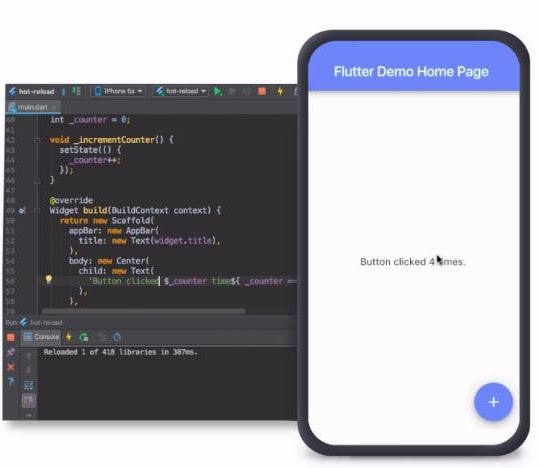 hot-reload
iPhone 5s
hot-reload
main.dart
40 int _counter = 0;
41
42 void _incrementCounter() {
43 setState(() {
44 _counter++;
45 });
46 }
48 @override
49 Widget build(BuildContext context) {
50 return new Scaffold(
51 appBar: new AppBar(
52 title: new Text(widget.title),
53 ),
54 body: new Center(
55 child: new Text(
56 'Button clicked $_counter time${ _counter ==
57 ),
58 ),
59
Run hot-reload
Console
Reloaded 1 of 418 libraries in 387ms.
Flutter Demo Home Page
Button clicked 4 times.
+